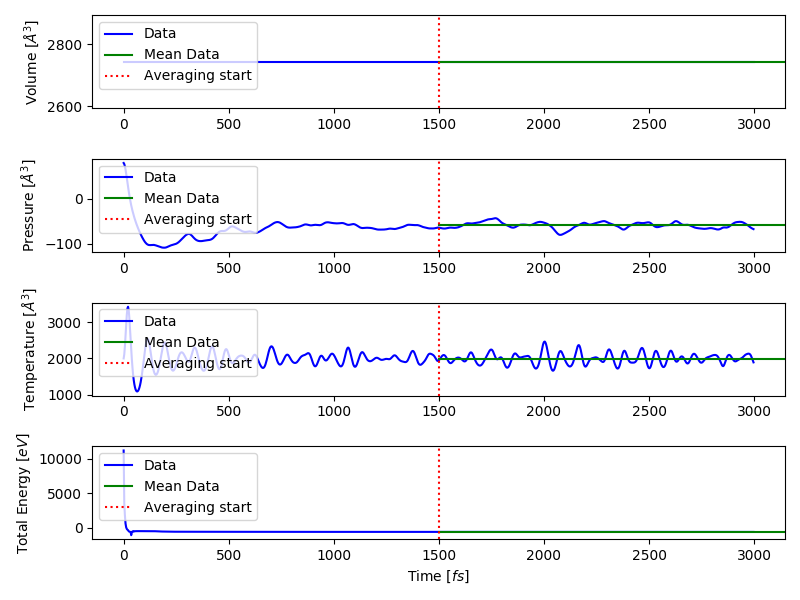 Volume [Å³]
2800
2600
Data
Mean Data
Averaging start
0 500 1000 1500 2000 2500 3000
Pressure [Å³]
0
−100
Data
Mean Data
Averaging start
0 500 1000 1500 2000 2500 3000
Temperature [Å³]
3000
2000
1000
Data
Mean Data
Averaging start
0 500 1000 1500 2000 2500 3000
Total Energy [eV]
10000
5000
0
Data
Mean Data
Averaging start
0 500 1000 1500 2000 2500 3000
Time [fs]